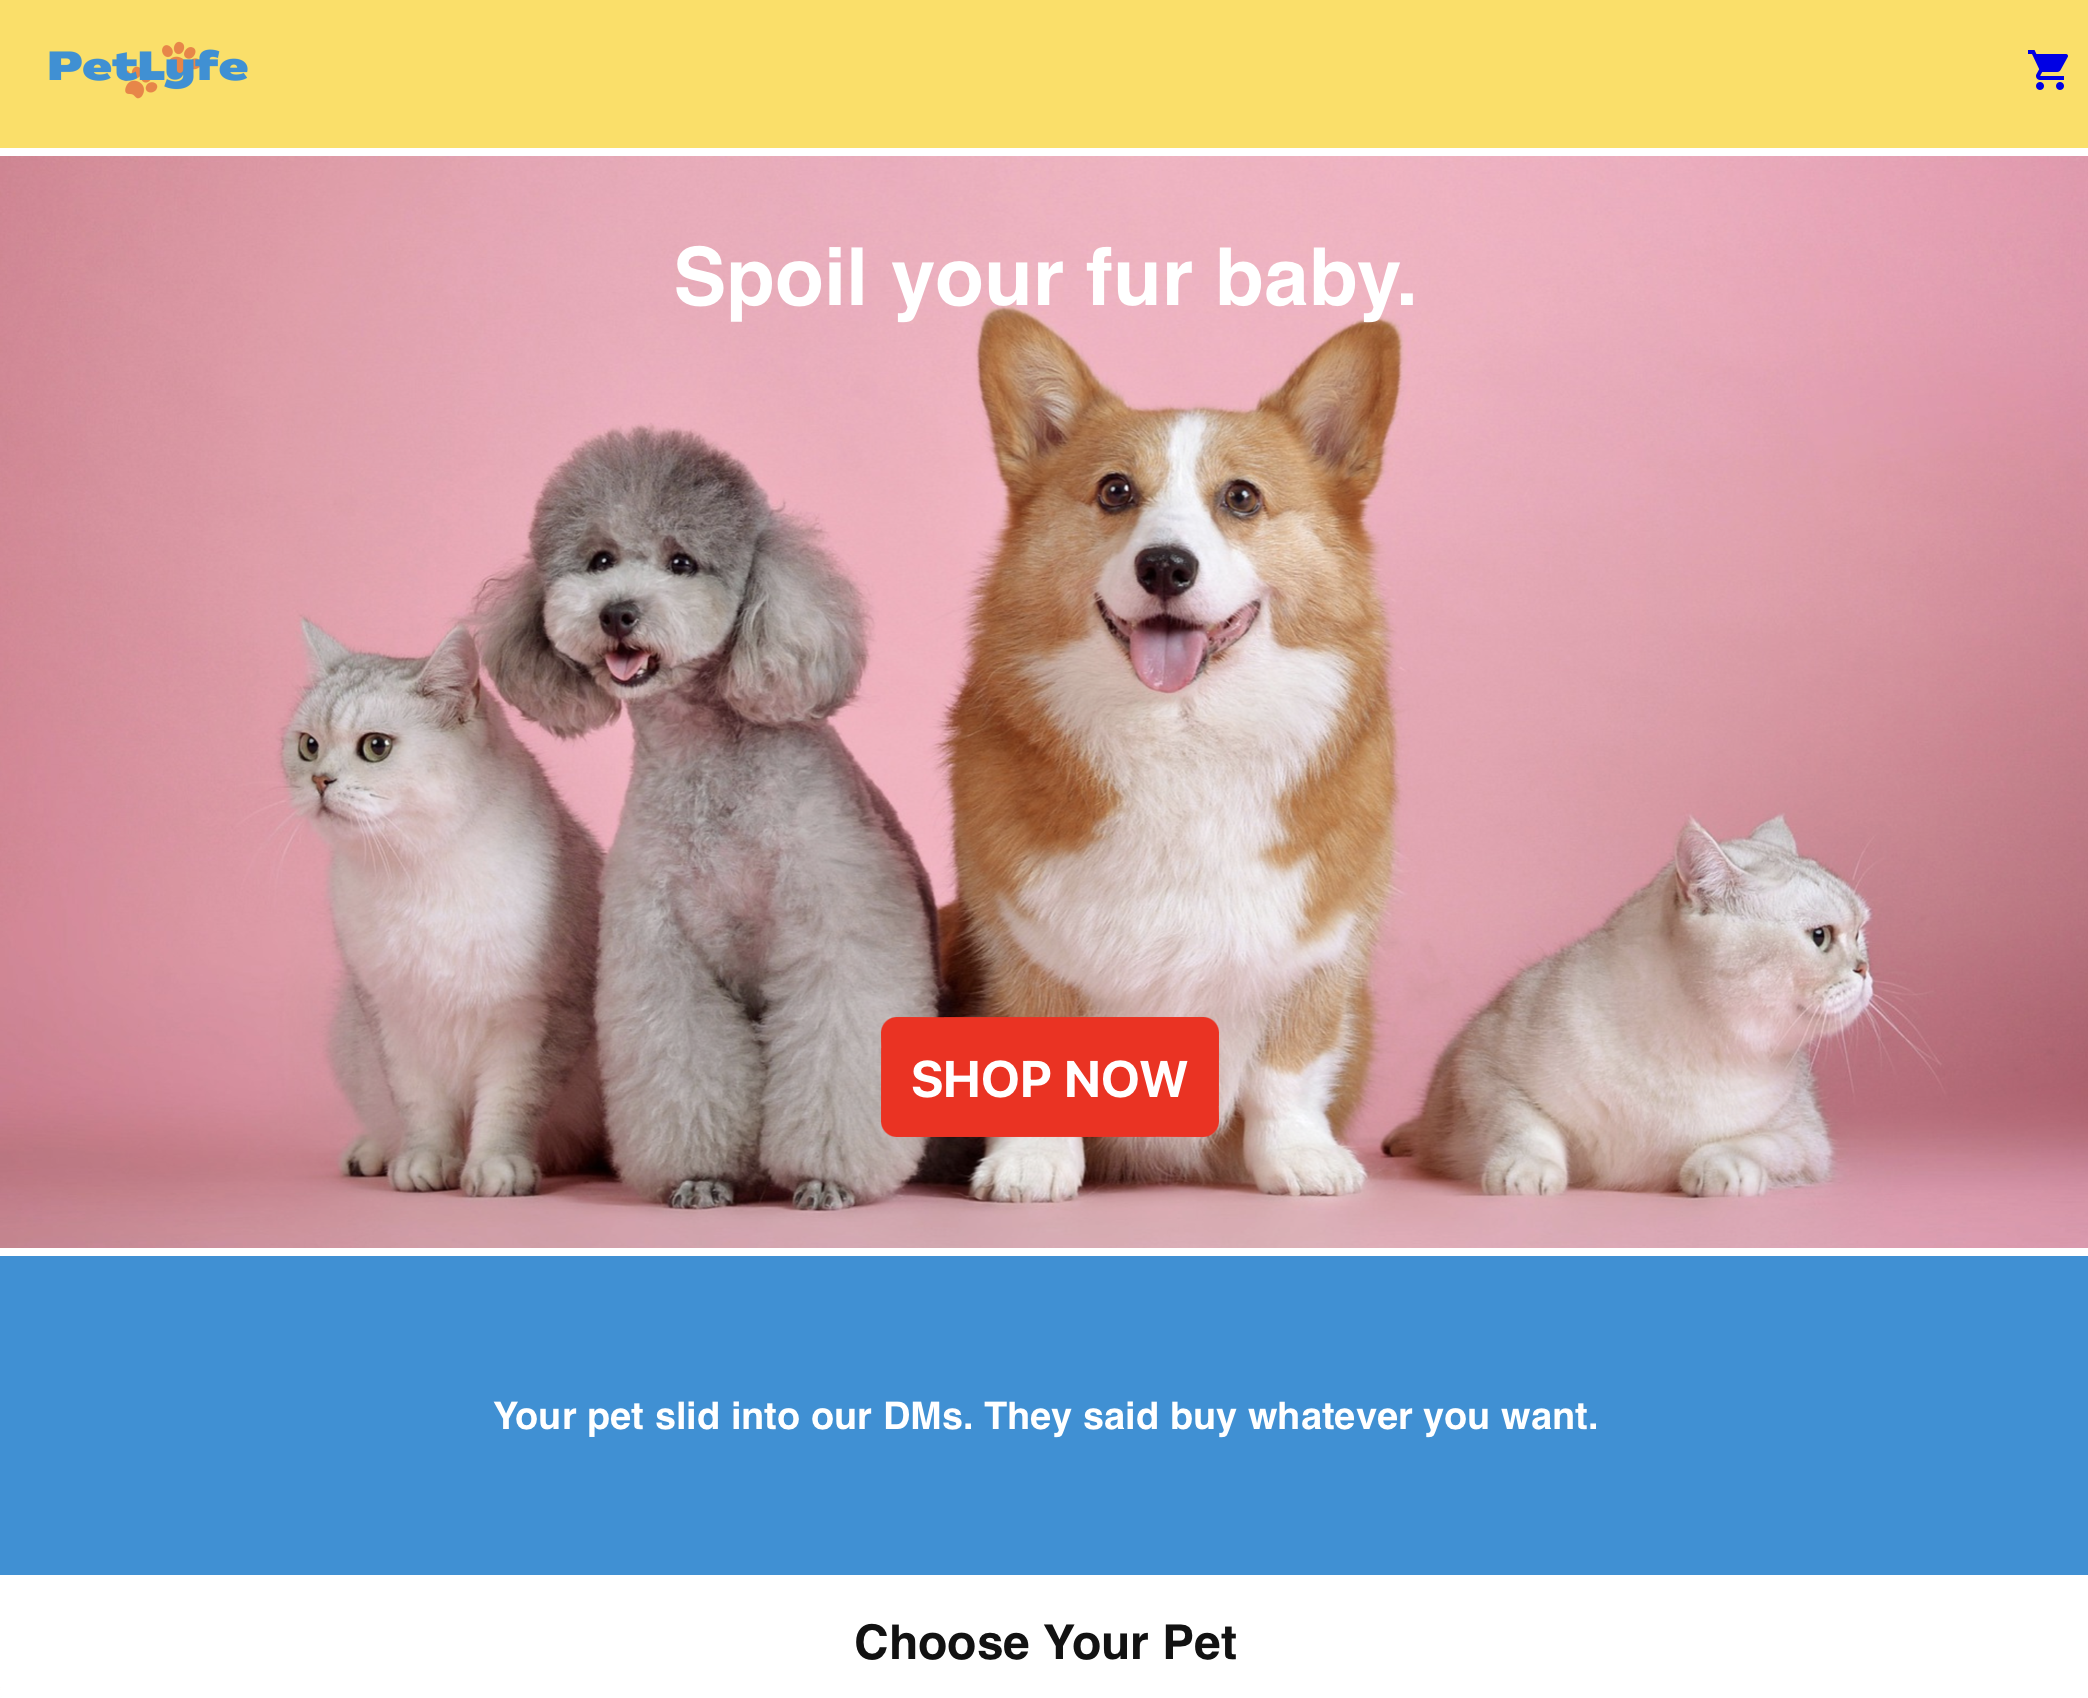 PetLyfe
Spoil your fur baby.
SHOP NOW
Your pet slid into our DMs. They said buy whatever you want.
Choose Your Pet